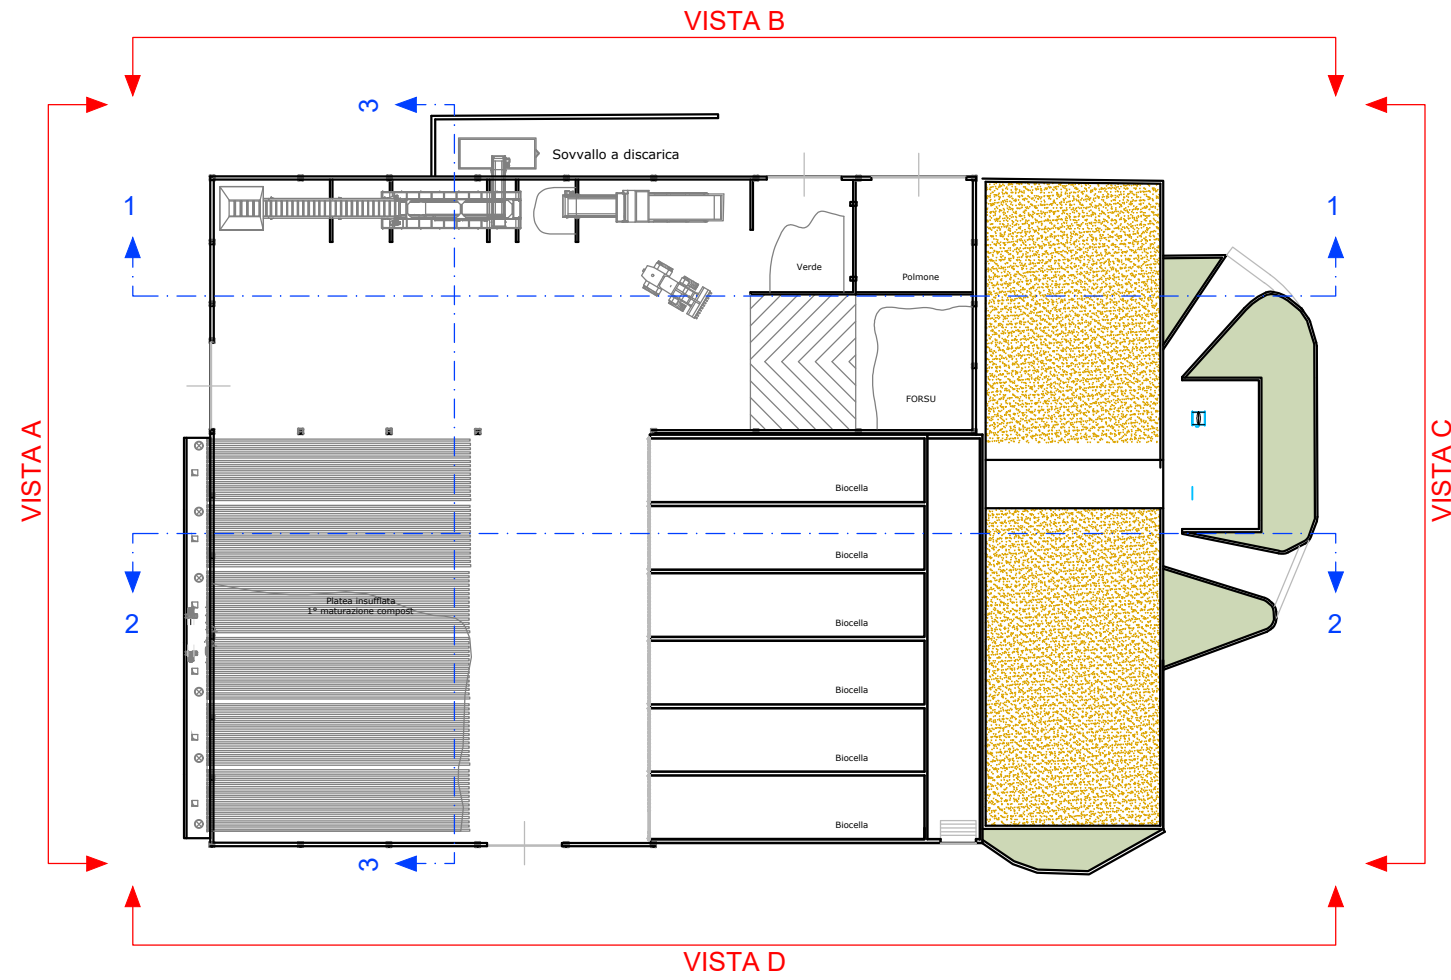 VISTA B
3
Sovvallo a discarica
1
1
Verde
Polmone
FORSU
VISTA A
VISTA C
Biocella
Biocella
Platea insufflata
1° maturazione compost
2
Biocella
2
Biocella
Biocella
Biocella
3
VISTA D